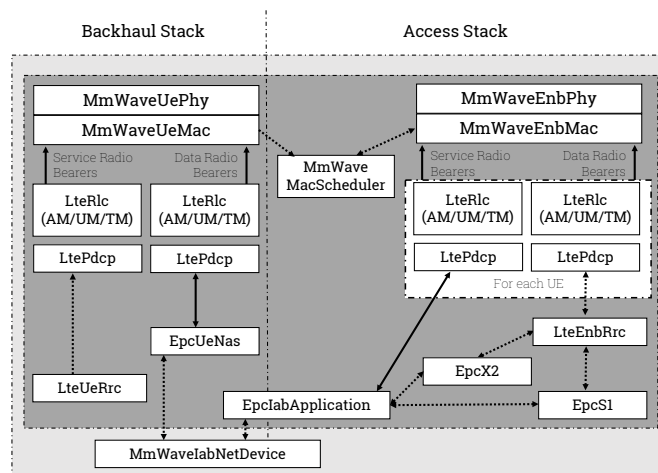 Backhaul Stack
Access Stack
MmWaveUePhy
MmWaveUeMac
Service Radio
Bearers
Data Radio
Bearers
LteRlc
(AM/UM/TM)
LteRlc
(AM/UM/TM)
LtePdcp
LtePdcp
EpcUeNas
LteUeRrc
MmWave
MacScheduler
MmWaveEnbPhy
MmWaveEnbMac
Service Radio
Bearers
Data Radio
Bearers
LteRlc
(AM/UM/TM)
LteRlc
(AM/UM/TM)
LtePdcp
LtePdcp
For each UE
LteEnbRrc
EpcX2
EpcIabApplication
EpcS1
MmWaveIabNetDevice